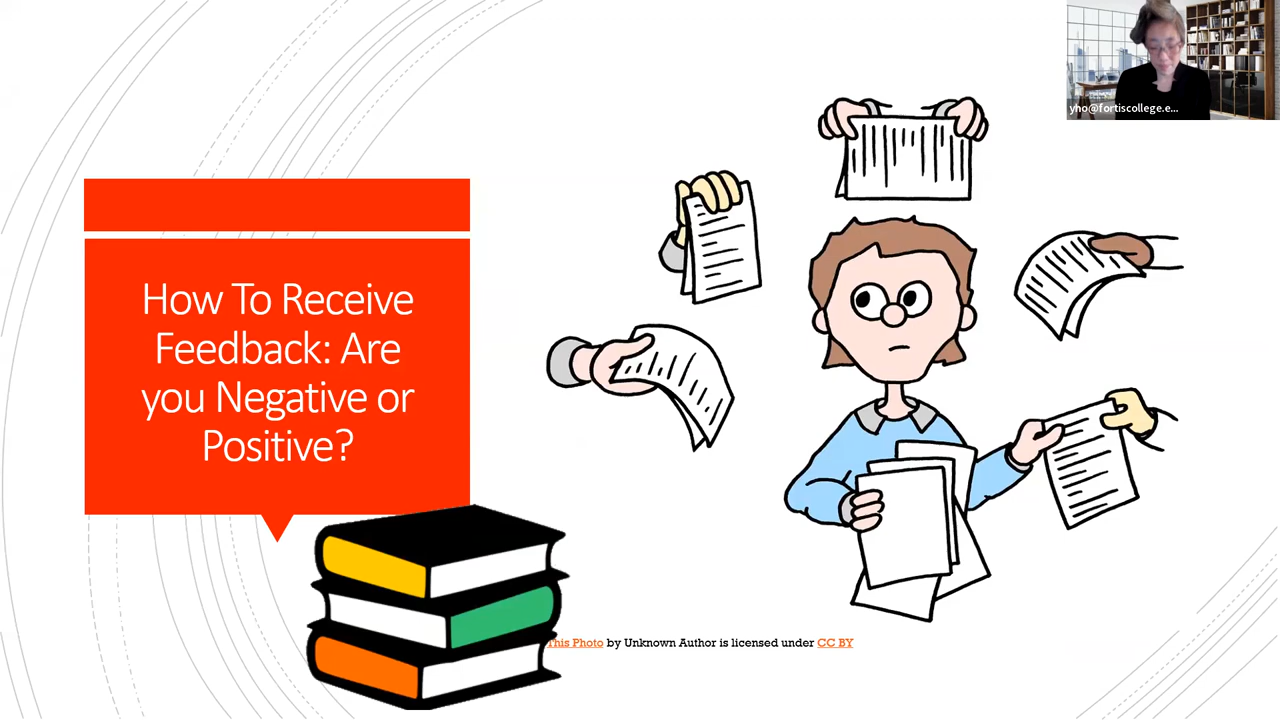 yho@fortiscollege.e...
How To Receive
Feedback: Are
you Negative or
Positive?
This Photo by Unknown Author is licensed under CC BY